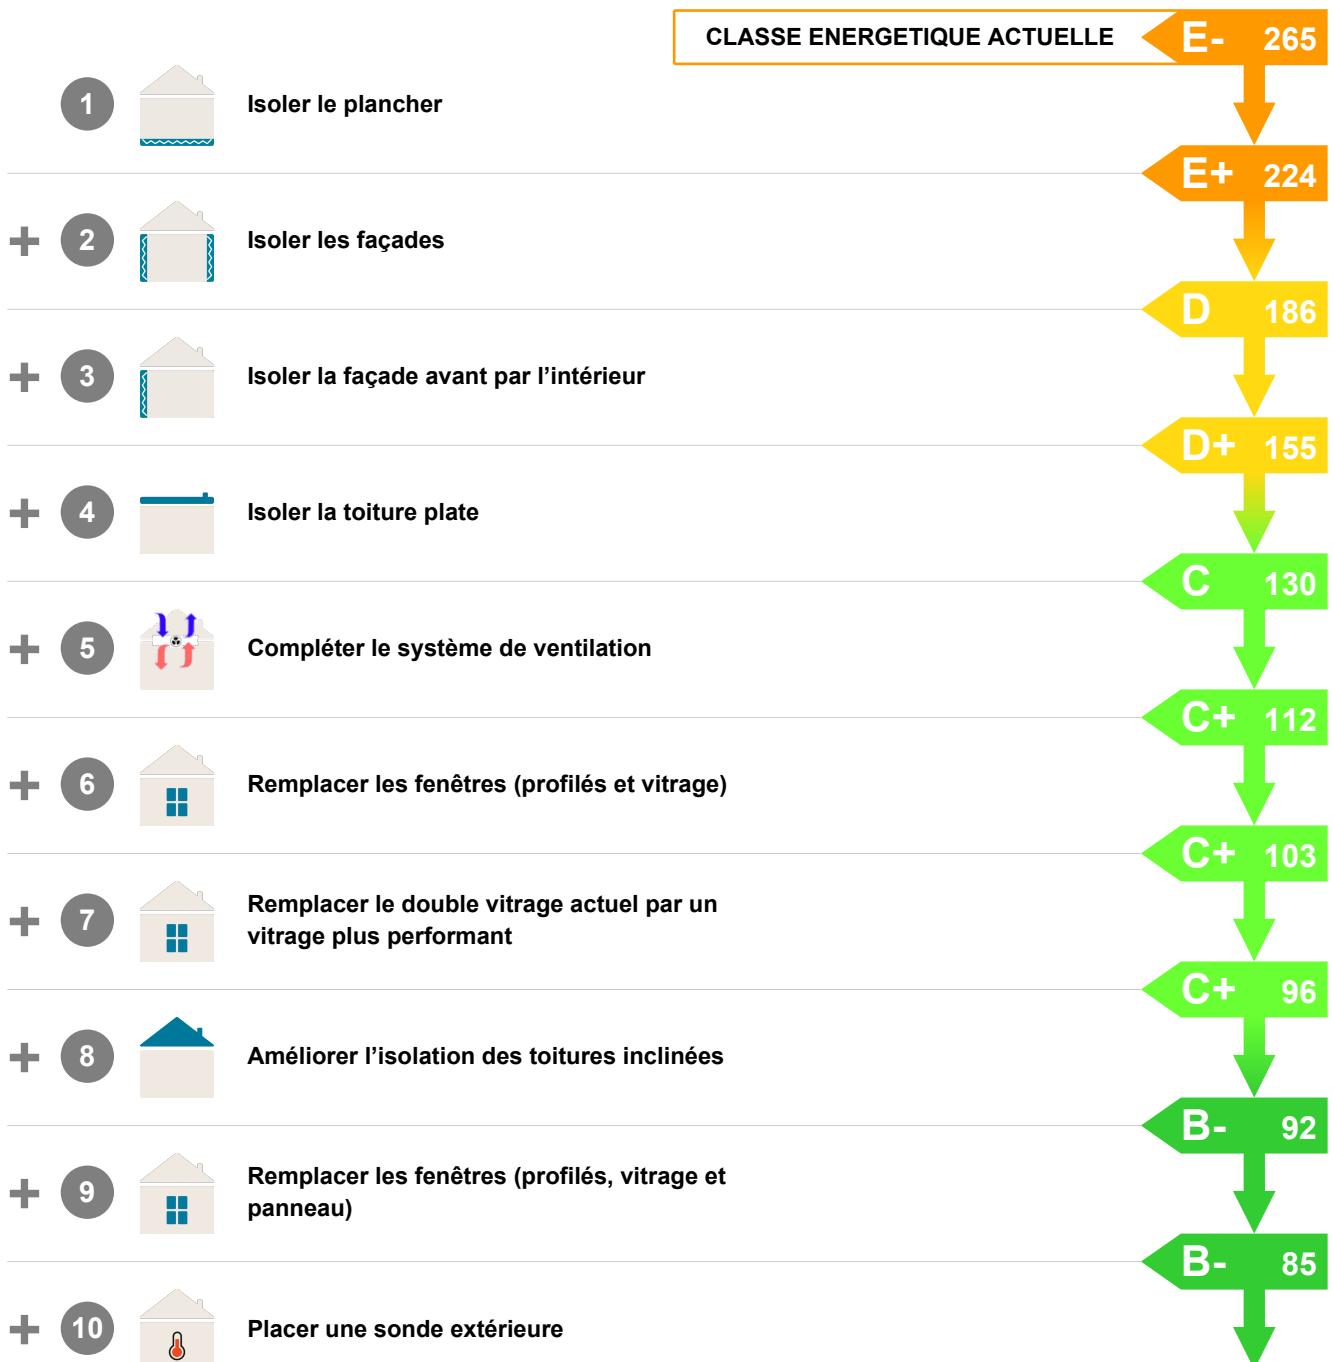 CLASSE ENERGETIQUE ACTUELLE E- 265
1 Isoler le plancher
E+ 224
+ 2 Isoler les façades
D 186
+ 3 Isoler la façade avant par l’intérieur
D+ 155
+ 4 Isoler la toiture plate
C 130
+ 5 Compléter le système de ventilation
C+ 112
+ 6 Remplacer les fenêtres (profilés et vitrage)
C+ 103
+ 7 Remplacer le double vitrage actuel par un
vitrage plus performant
C+ 96
+ 8 Améliorer l’isolation des toitures inclinées
B- 92
+ 9 Remplacer les fenêtres (profilés, vitrage et
panneau)
B- 85
+ 10 Placer une sonde extérieure